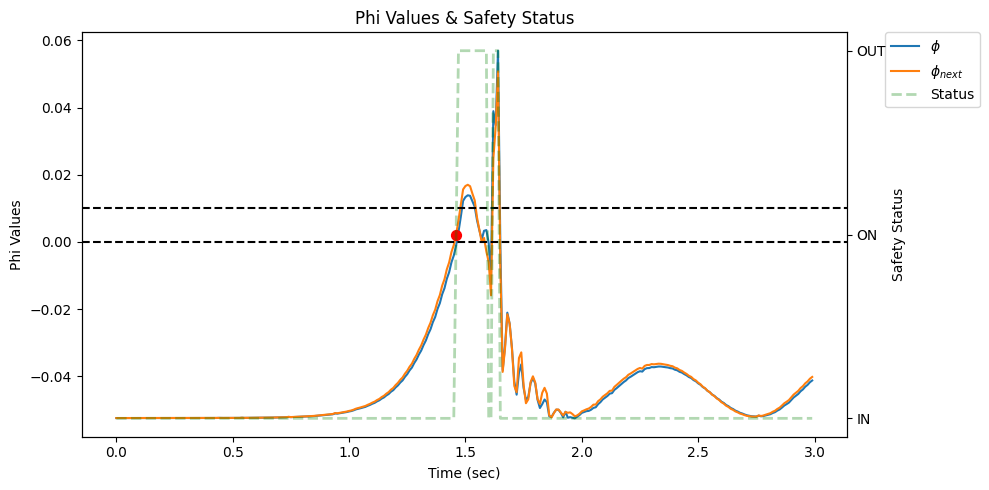 Phi Values & Safety Status
0.06
0.04
0.02
0.00
−0.02
−0.04
Phi Values
0.0
0.5
1.0
1.5
2.0
2.5
3.0
Time (sec)
OUT
ON
IN
Safety Status
ϕ
ϕ_next
Status